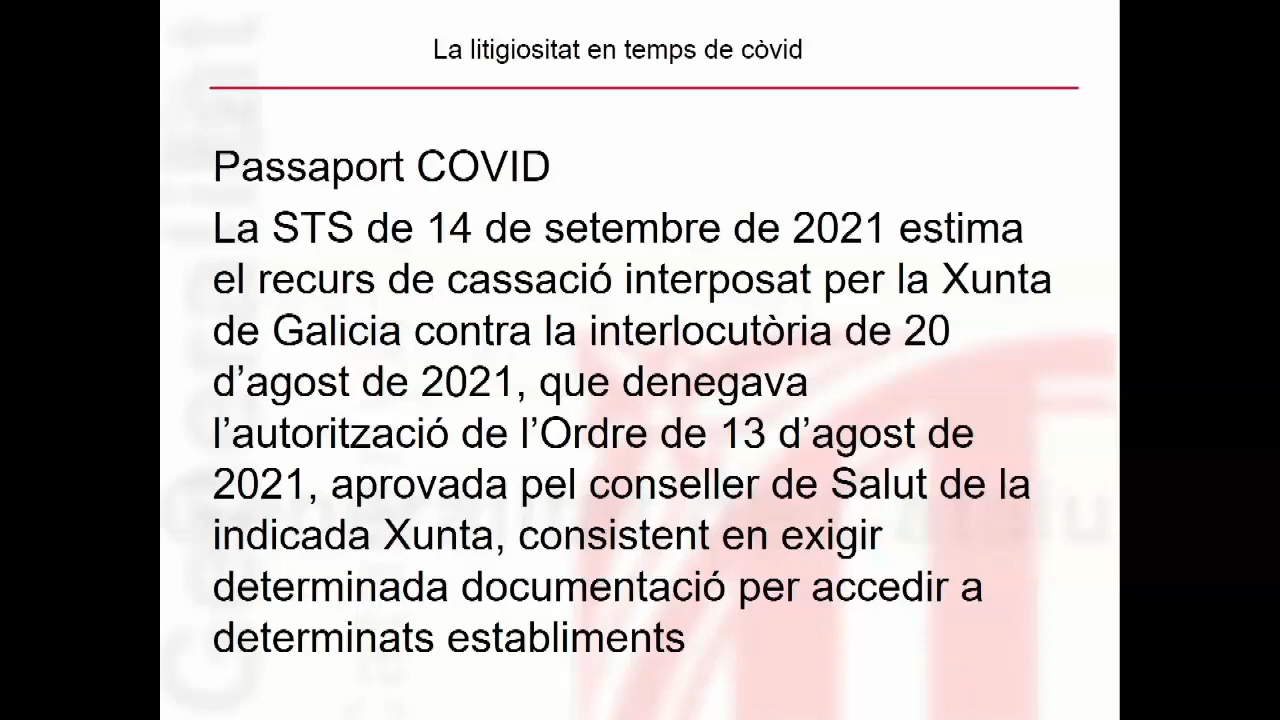 La litigiositat en temps de còvid
Passaport COVID
La STS de 14 de setembre de 2021 estima
el recurs de cassació interposat per la Xunta
de Galicia contra la interlocutòria de 20
d’agost de 2021, que denegava
l’autorització de l’Ordre de 13 d’agost de
2021, aprovada pel conseller de Salut de la
indicada Xunta, consistent en exigir
determinada documentació per accedir a
determinats establiments